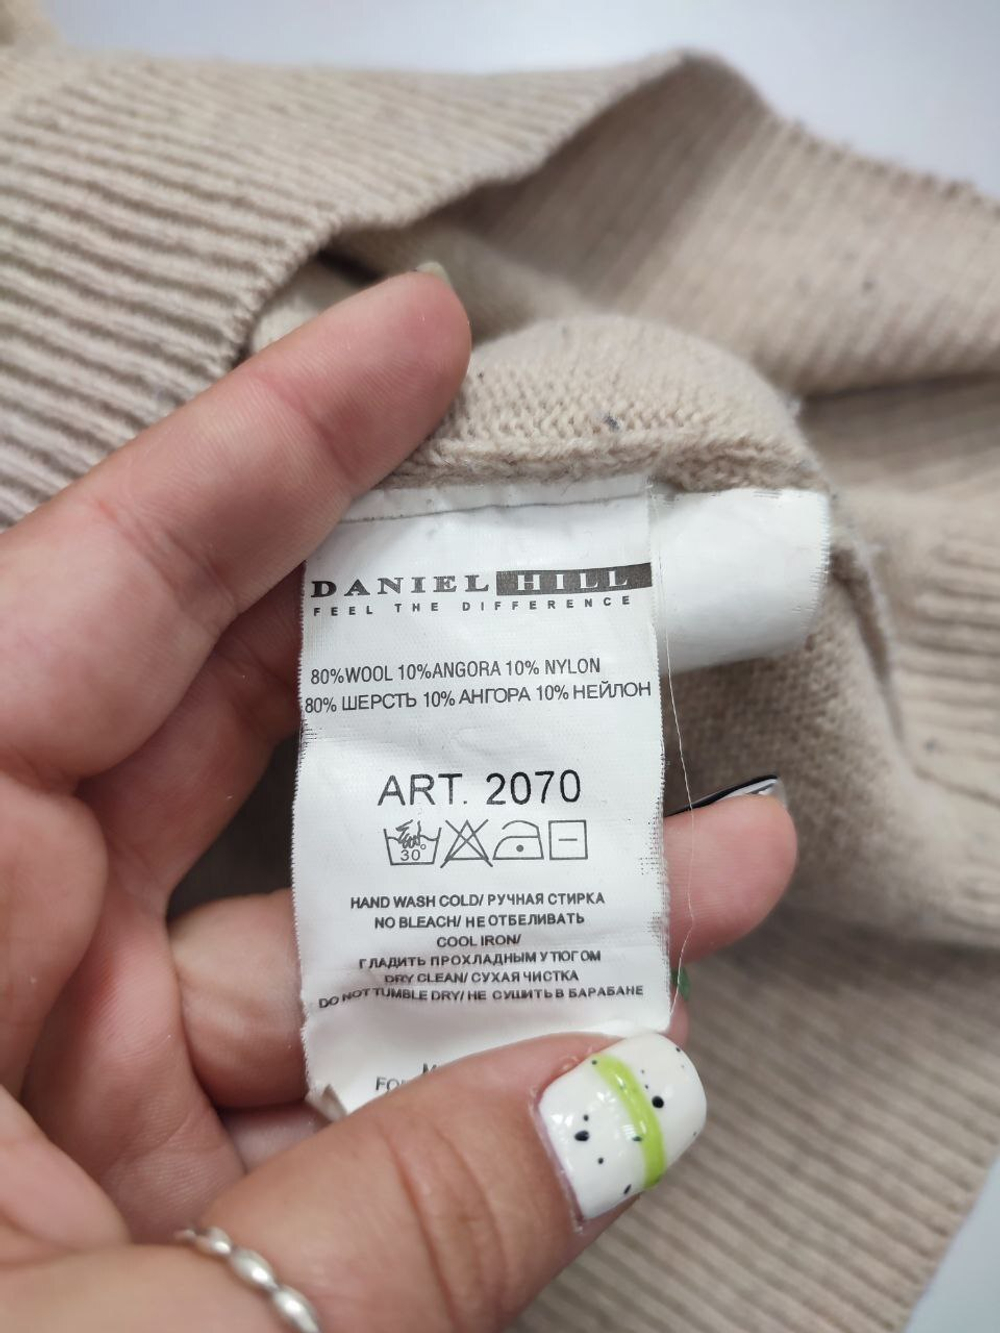 DANIEL HILL
FEEL THE DIFFERENCE
80%WOOL 10%ANGORA 10% NYLON
80% ШЕРСТЬ 10% АНГОРА 10% НЕЙЛОН
ART. 2070
30°
HAND WASH COLD/ РУЧНАЯ СТИРКА
NO BLEACH/ НЕ ОТБЕЛИВАТЬ
COOL IRON/
ГЛАДИТЬ ПРОХЛАДНЫМ УТЮГОМ
DRY CLEAN/ СУХАЯ ЧИСТКА
DO NOT TUMBLE DRY/ НЕ СУШИТЬ В БАРАБАНЕ